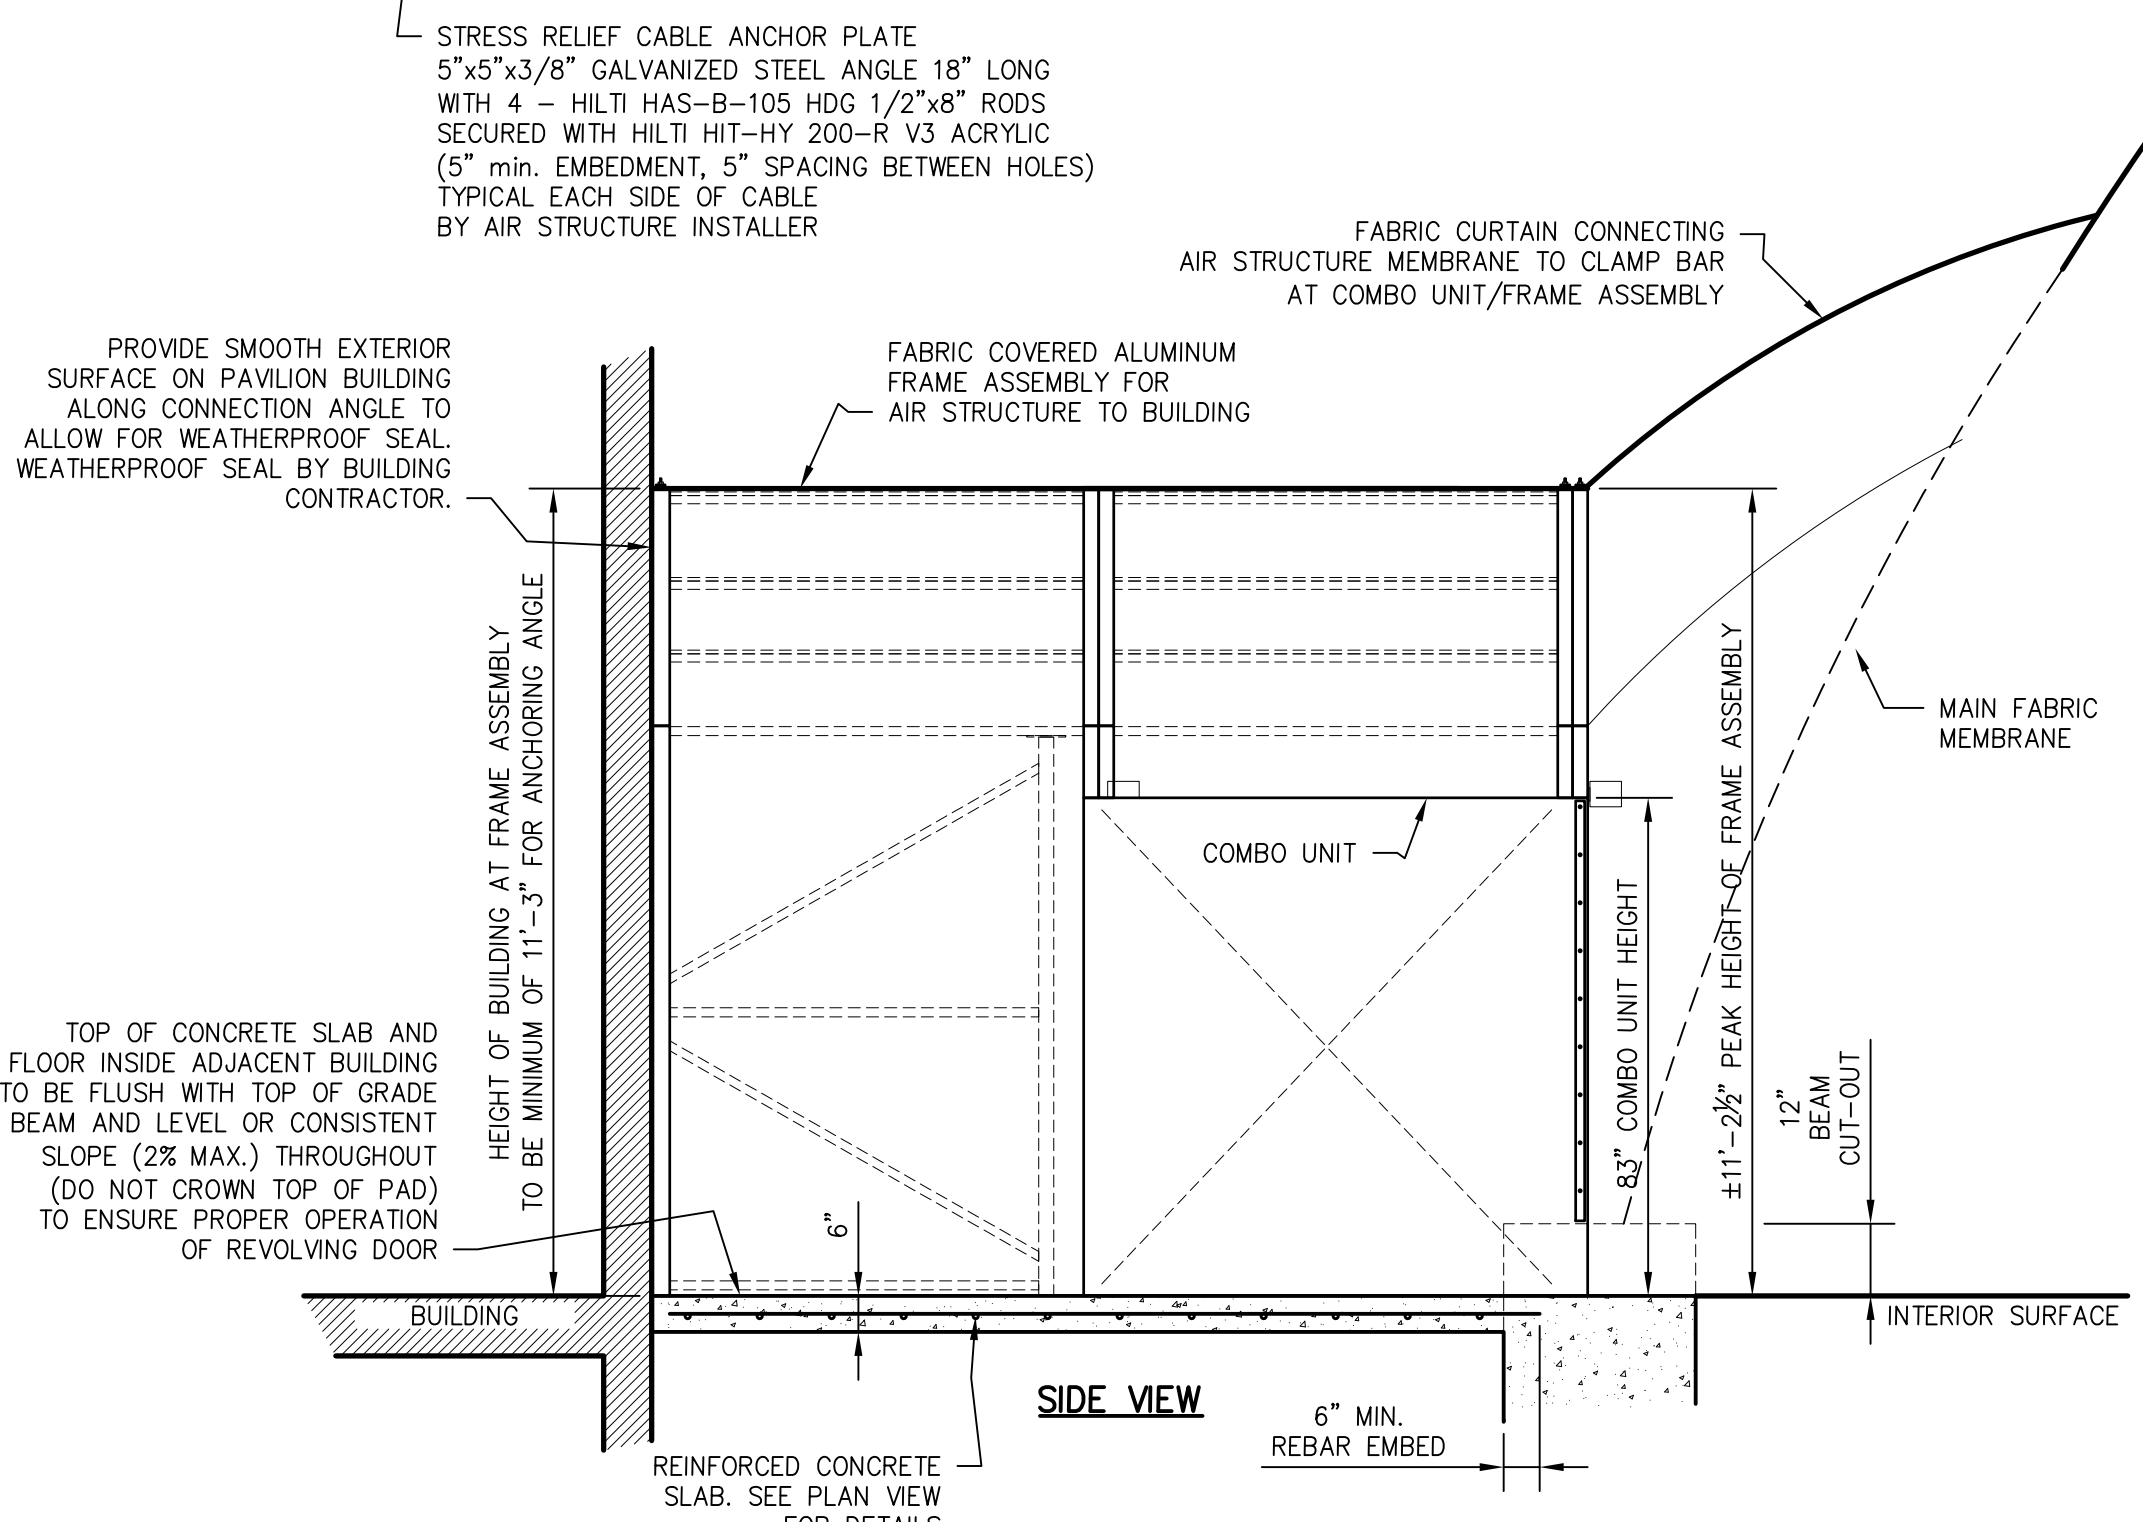 STRESS RELIEF CABLE ANCHOR PLATE
5"x5"x3/8" GALVANIZED STEEL ANGLE 18" LONG
WITH 4 – HILTI HAS–B–105 HDG 1/2"x8" RODS
SECURED WITH HILTI HIT–HY 200–R V3 ACRYLIC
(5" min. EMBEDMENT, 5" SPACING BETWEEN HOLES)
TYPICAL EACH SIDE OF CABLE
BY AIR STRUCTURE INSTALLER
FABRIC CURTAIN CONNECTING
AIR STRUCTURE MEMBRANE TO CLAMP BAR
AT COMBO UNIT/FRAME ASSEMBLY
PROVIDE SMOOTH EXTERIOR
SURFACE ON PAVILION BUILDING
ALONG CONNECTION ANGLE TO
ALLOW FOR WEATHERPROOF SEAL.
WEATHERPROOF SEAL BY BUILDING
CONTRACTOR.
FABRIC COVERED ALUMINUM
FRAME ASSEMBLY FOR
AIR STRUCTURE TO BUILDING
HEIGHT OF BUILDING AT FRAME ASSEMBLY
TO BE MINIMUM OF 11'–3" FOR ANCHORING ANGLE
MAIN FABRIC
MEMBRANE
COMBO UNIT
83" COMBO UNIT HEIGHT
±11'–2½" PEAK HEIGHT OF FRAME ASSEMBLY
12"
BEAM
CUT–OUT
TOP OF CONCRETE SLAB AND
FLOOR INSIDE ADJACENT BUILDING
TO BE FLUSH WITH TOP OF GRADE
BEAM AND LEVEL OR CONSISTENT
SLOPE (2% MAX.) THROUGHOUT
(DO NOT CROWN TOP OF PAD)
TO ENSURE PROPER OPERATION
OF REVOLVING DOOR
6"
BUILDING
INTERIOR SURFACE
SIDE VIEW
6" MIN.
REBAR EMBED
REINFORCED CONCRETE
SLAB. SEE PLAN VIEW
FOR DETAILS